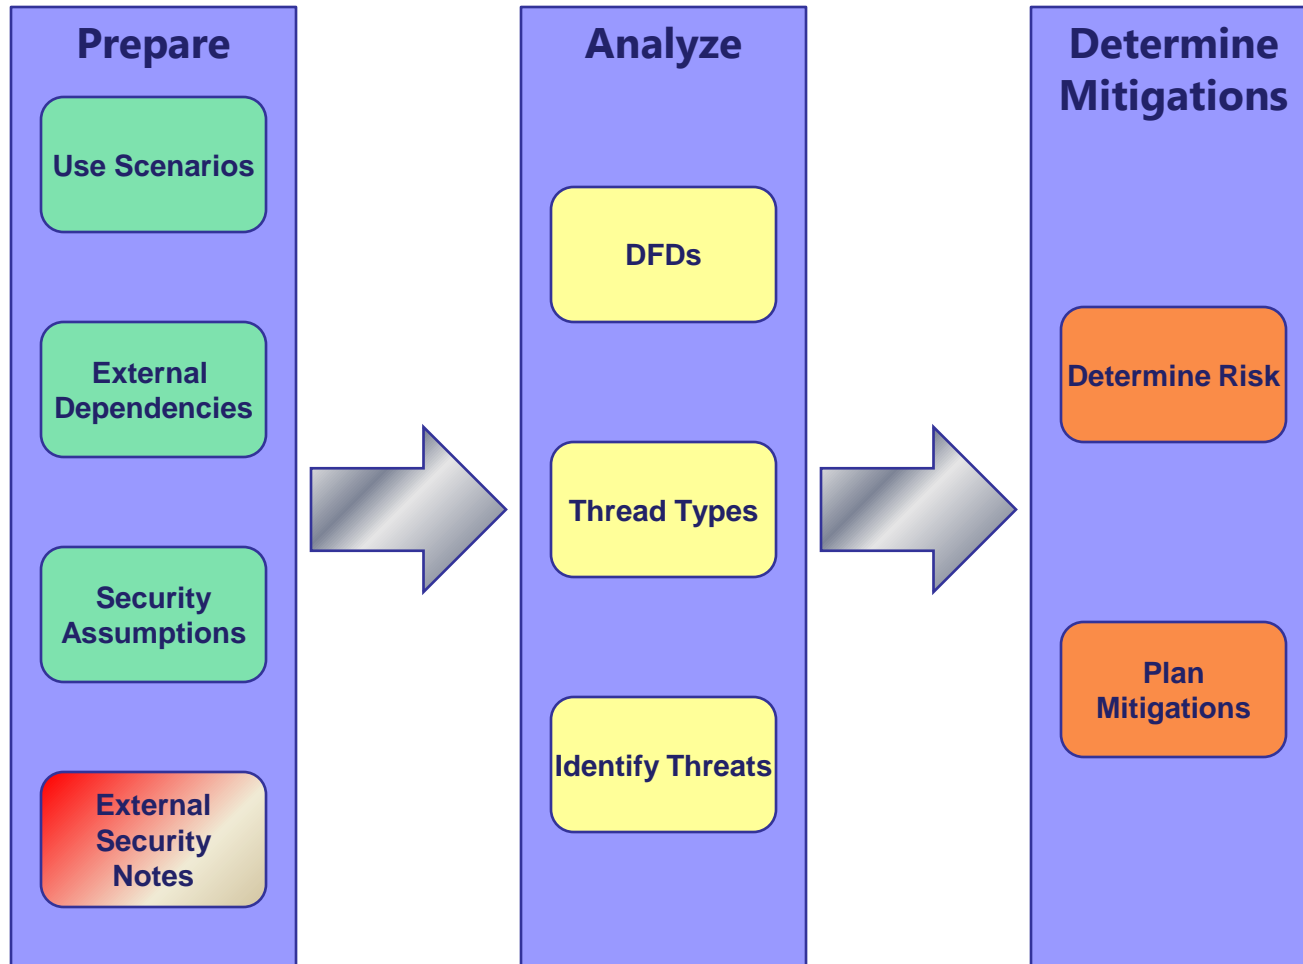 Prepare
Use Scenarios
External
Dependencies
Security
Assumptions
External
Security
Notes
Analyze
DFDs
Thread Types
Identify Threats
Determine
Mitigations
Determine Risk
Plan
Mitigations